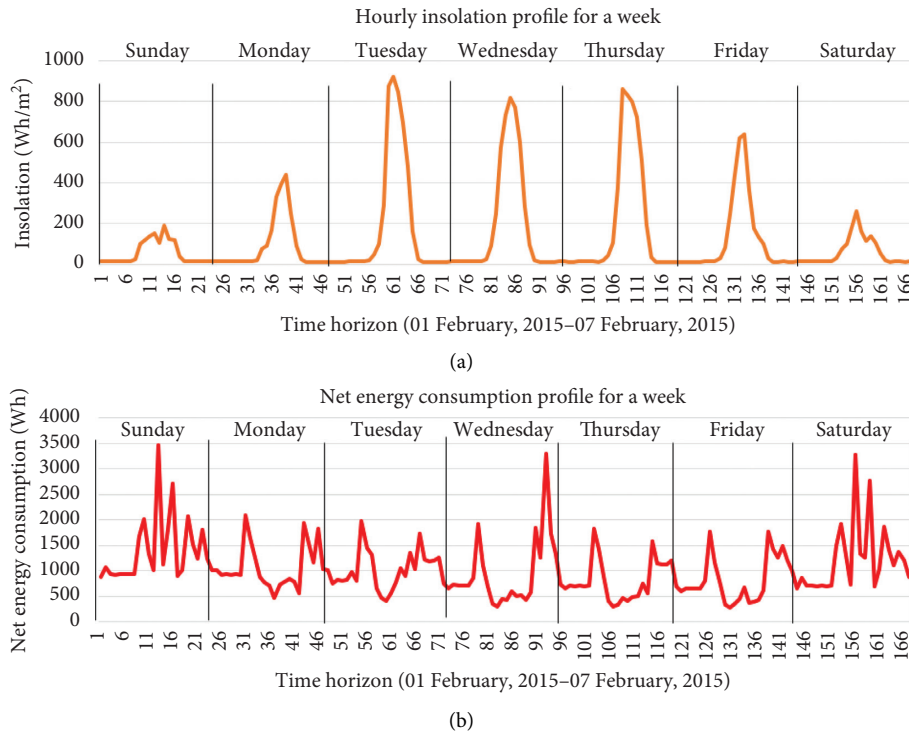 Hourly insolation profile for a week
Sunday Monday Tuesday Wednesday Thursday Friday Saturday
Insolation (Wh/m²)
1000
800
600
400
200
0
1 6 11 16 21 26 31 36 41 46 51 56 61 66 71 76 81 86 91 96 101 106 111 116 121 126 131 136 141 146 151 156 161 166
Time horizon (01 February, 2015–07 February, 2015)
(a)
Net energy consumption profile for a week
Sunday Monday Tuesday Wednesday Thursday Friday Saturday
Net energy consumption (Wh)
4000
3500
3000
2500
2000
1500
1000
500
0
1 6 11 16 21 26 31 36 41 46 51 56 61 66 71 76 81 86 91 96 101 106 111 116 121 126 131 136 141 146 151 156 161 166
Time horizon (01 February, 2015–07 February, 2015)
(b)